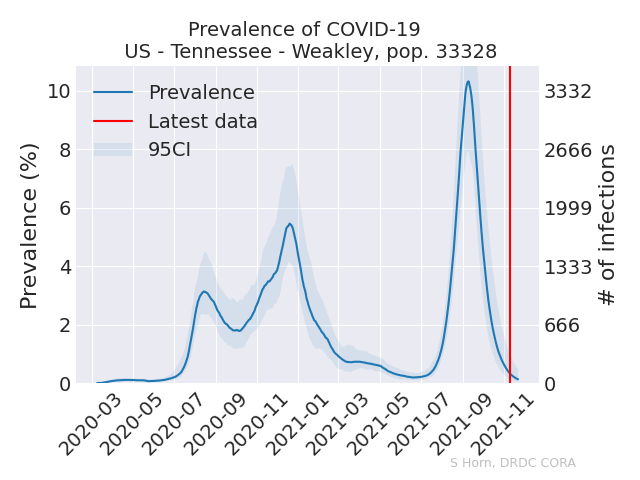 Prevalence of COVID-19
US - Tennessee - Weakley, pop. 33328
Prevalence (%)
10
8
6
4
2
0
Prevalence
Latest data
95CI
3332
2666
1999
1333
666
0
# of infections
2020-03
2020-05
2020-07
2020-09
2020-11
2021-01
2021-03
2021-05
2021-07
2021-09
2021-11
S Horn, DRDC CORA